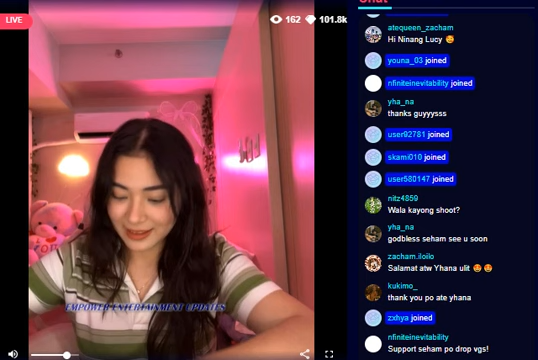 LIVE
162
101.8k
EMPOWER ENTERTAINMENT UPDATES
Chat
atequeen_zacham
Hi Ninang Lucy 🤩
youna_03 joined
nfiniteinevitability joined
yha_na
thanks guyyysss
user92781 joined
skami010 joined
user580147 joined
nitz4859
Wala kayong shoot?
yha_na
godbless seham see u soon
zacham.iloilo
Salamat atw Yhana ulit 🤩 🤩
kukimo_
thank you po ate yhana
zxhya joined
nfiniteinevitability
Support seham po drop vgs!